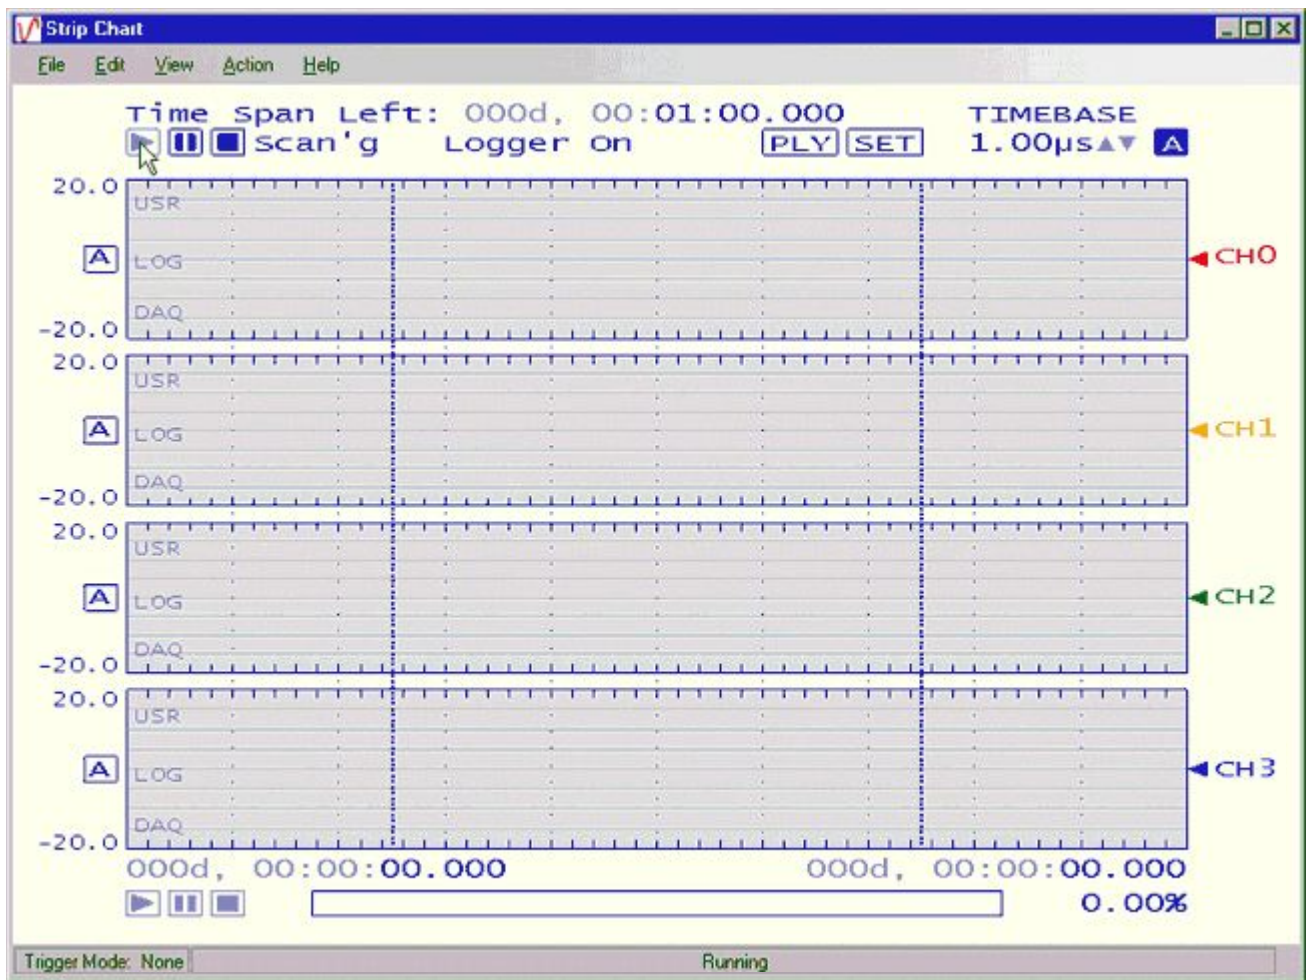 Strip Chart
File Edit View Action Help
Time Span Left: 000d, 00:01:00.000 TIMEBASE
Scan'g Logger On PLY SET 1.00µs A
20.0
USR
A LOG CH0
DAQ
-20.0
20.0
USR
A LOG CH1
DAQ
-20.0
20.0
USR
A LOG CH2
DAQ
-20.0
20.0
USR
A LOG CH3
DAQ
-20.0
000d, 00:00:00.000 000d, 00:00:00.000
0.00%
Trigger Mode: None Running